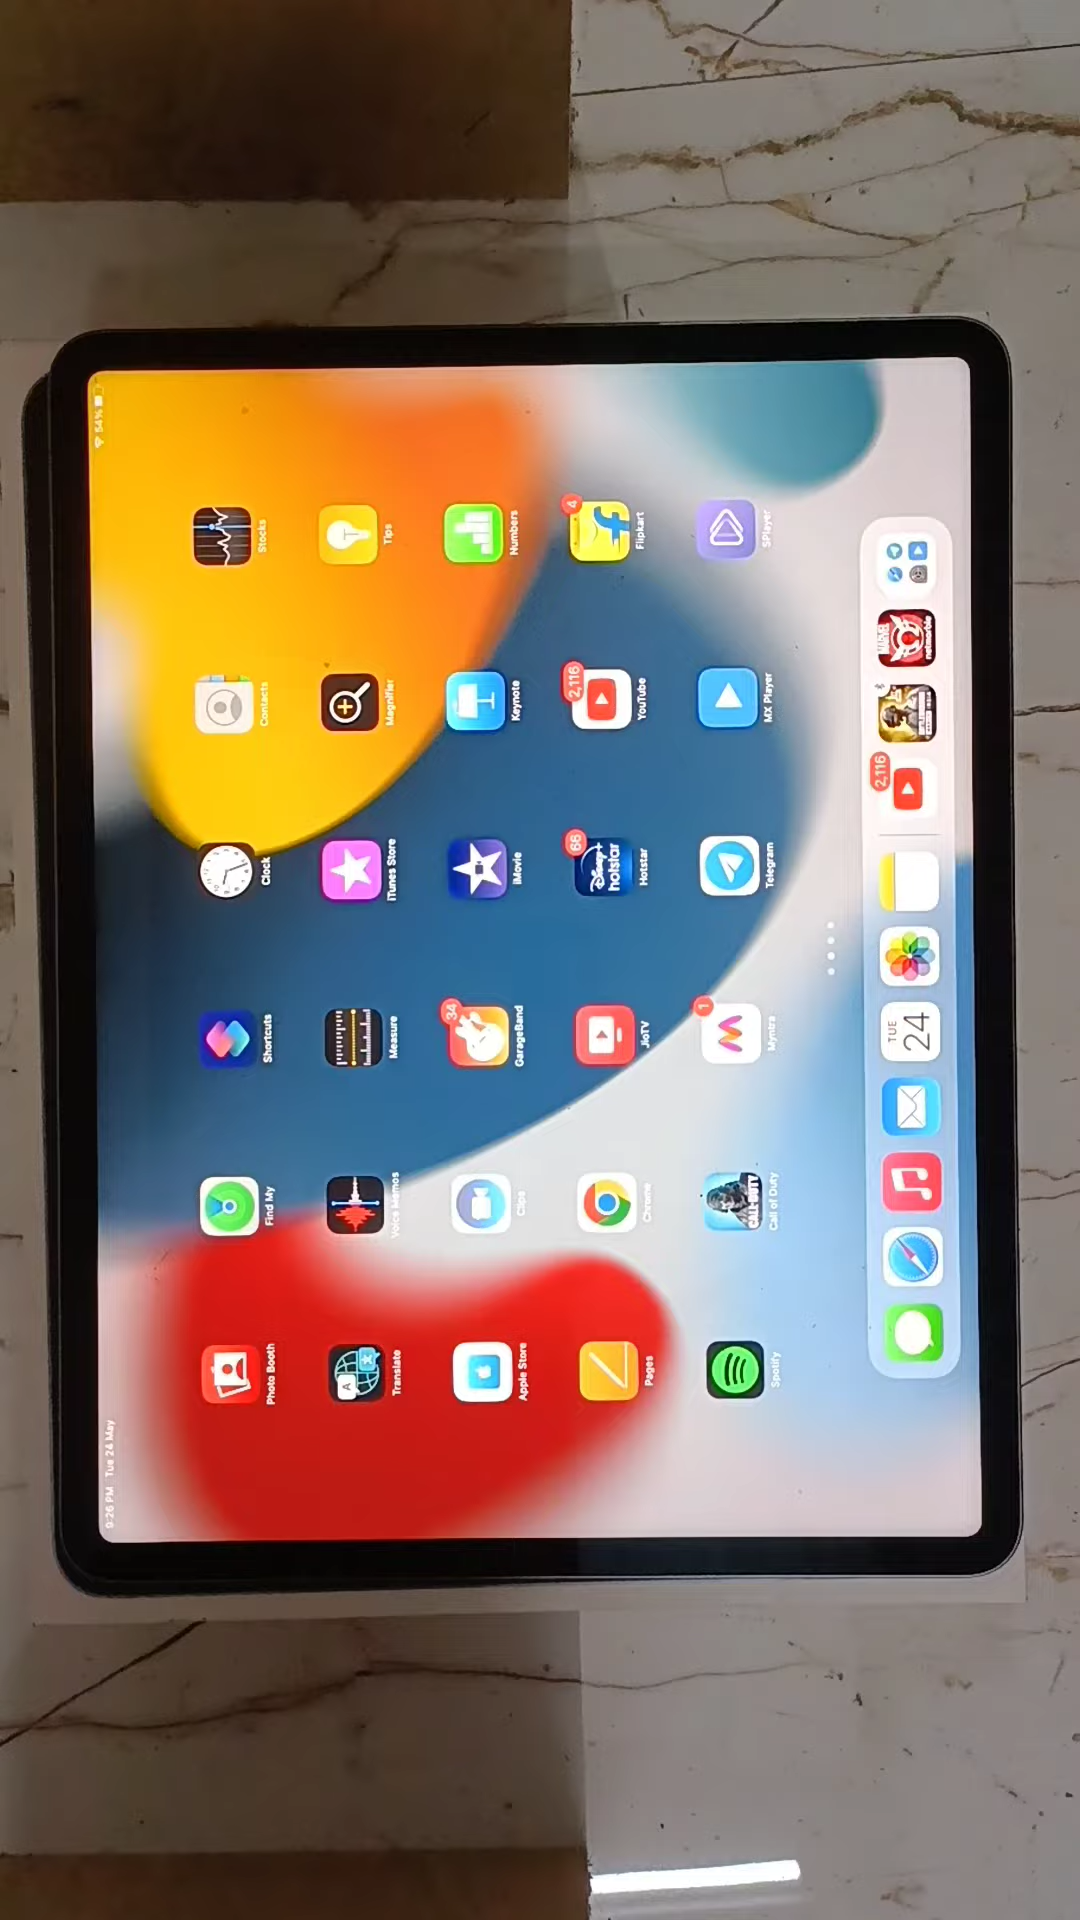 9:26 PM Tue 24 May
54%
Photo Booth
Find My
Shortcuts
Clock
Contacts
Stocks
Translate
Voice Memos
Measure
iTunes Store
Magnifier
Tips
34
Apple Store
Clips
GarageBand
iMovie
Keynote
Numbers
Disney+
hotstar
66
2,116
4
Pages
Chrome
JioTV
Hotstar
YouTube
Flipkart
CALL OF DUTY
1
Spotify
Call of Duty
Myntra
Telegram
MX Player
SPlayer
TUE
24
2,116
MARVEL
netmarble